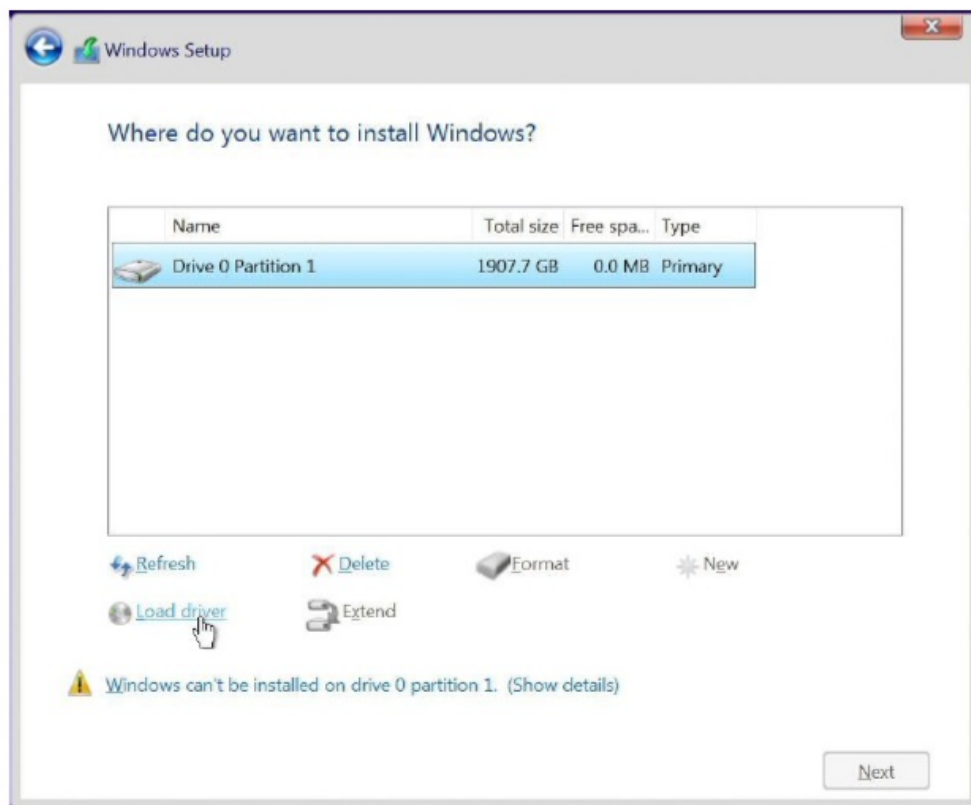 Windows Setup
Where do you want to install Windows?
Name Total size Free spa... Type
Drive 0 Partition 1 1907.7 GB 0.0 MB Primary
Refresh Delete Format New
Load driver Extend
Windows can't be installed on drive 0 partition 1. (Show details)
Next